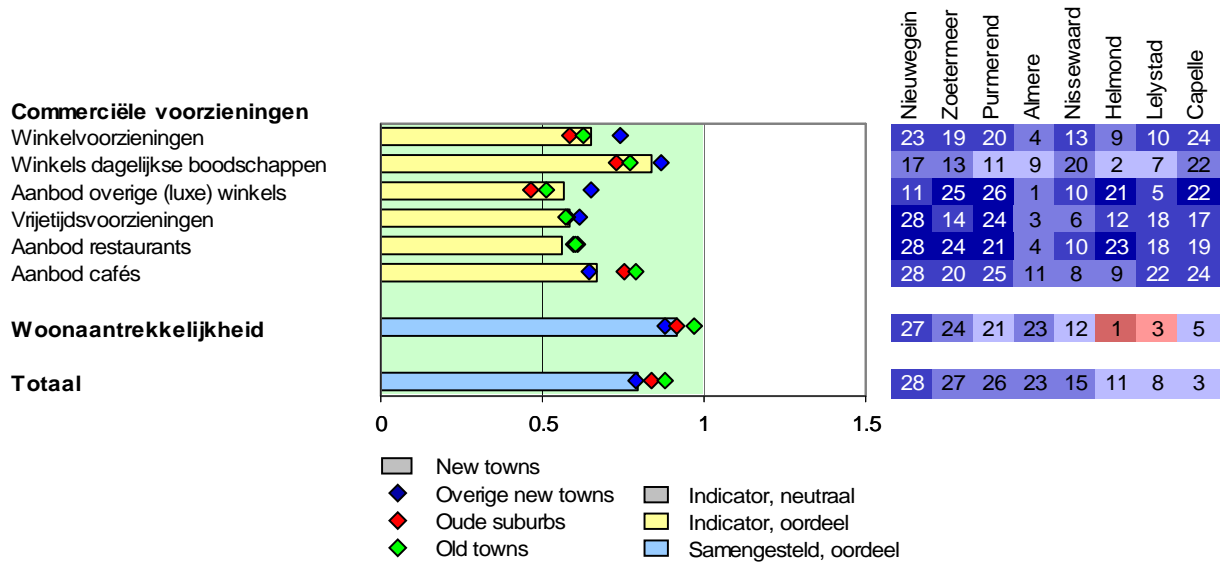 Nieuwegein Zoetermeer Purmerend Almere Nissewaard Helmond Lelystad Capelle
Commerciële voorzieningen
Winkelvoorzieningen 23 19 20 4 13 9 10 24
Winkels dagelijkse boodschappen 17 13 11 9 20 2 7 22
Aanbod overige (luxe) winkels 11 25 26 1 10 21 5 22
Vrijetijdsvoorzieningen 28 14 24 3 6 12 18 17
Aanbod restaurants 28 24 21 4 10 23 18 19
Aanbod cafés 28 20 25 11 8 9 22 24
Woonaantrekkelijkheid 27 24 21 23 12 1 3 5
Totaal 28 27 26 23 15 11 8 3
0 0.5 1 1.5
New towns
Overige new towns Indicator, neutraal
Oude suburbs Indicator, oordeel
Old towns Samengesteld, oordeel